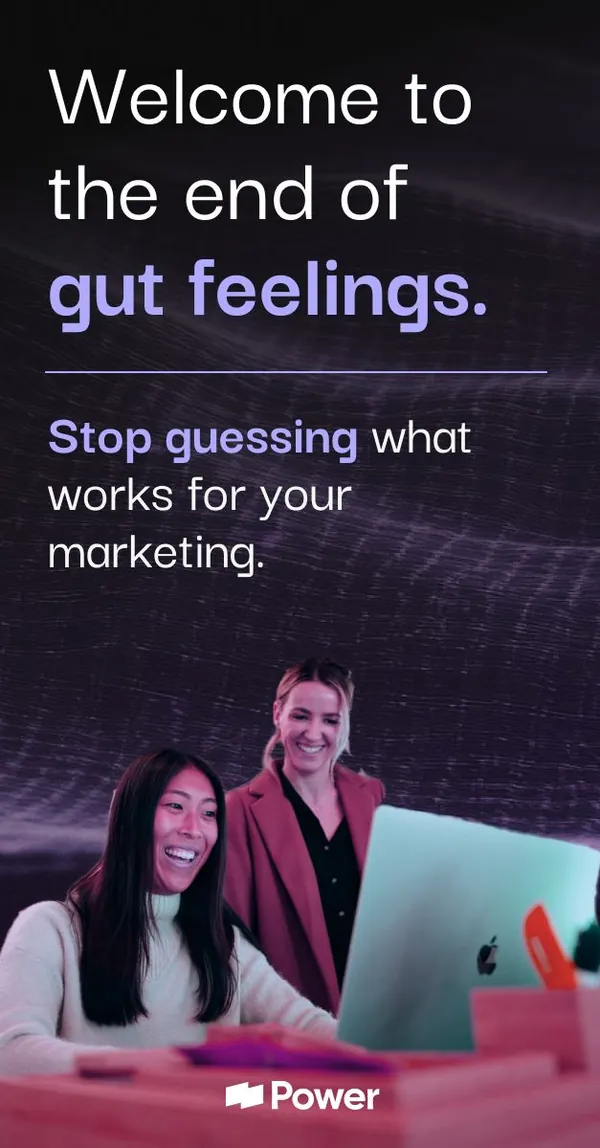 Welcome to
the end of
gut feelings.
Stop guessing what
works for your
marketing.
Power